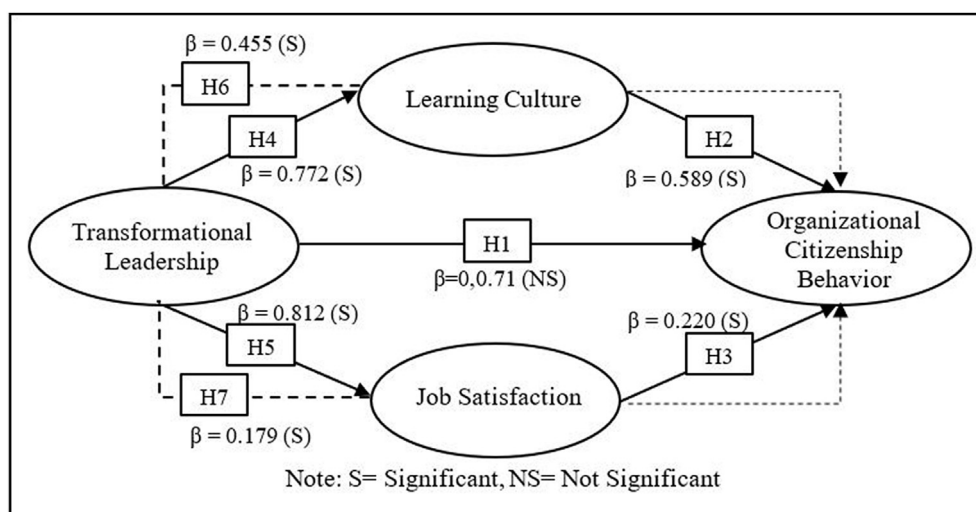 β = 0.455 (S)
H6
Learning Culture
H4
H2
β = 0.772 (S)
β = 0.589 (S)
Transformational
Leadership
H1
β=0,0.71 (NS)
Organizational
Citizenship
Behavior
β = 0.812 (S)
β = 0.220 (S)
H5
H3
H7
Job Satisfaction
β = 0.179 (S)
Note: S= Significant, NS= Not Significant